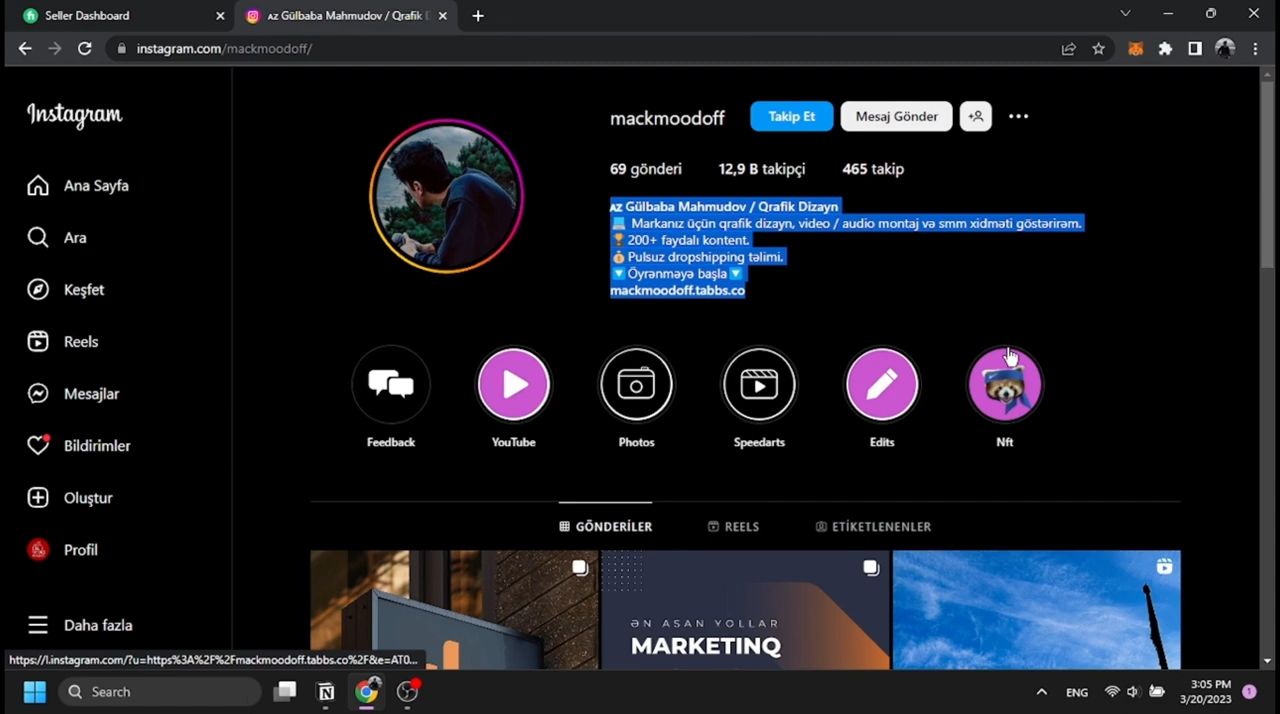 Seller Dashboard
AZ Gülbaba Mahmudov / Qrafik D
instagram.com/mackmoodoff/
Instagram
Ana Sayfa
Ara
Keşfet
Reels
Mesajlar
Bildirimler
Oluştur
Profil
Daha fazla
mackmoodoff
Takip Et
Mesaj Gönder
69 gönderi
12,9 B takipçi
465 takip
AZ Gülbaba Mahmudov / Qrafik Dizayn
💻 Markanız üçün qrafik dizayn, video / audio montaj və smm xidməti göstərirəm.
🏆 200+ faydalı kontent.
💰 Pulsuz dropshipping təlimi.
🔽 Öyrənməyə başla 🔽
mackmoodoff.tabbs.co
Feedback
YouTube
Photos
Speedarts
Edits
Nft
GÖNDERİLER
REELS
ETİKETLENENLER
ƏN ASAN YOLLAR
MARKETINQ
https://l.instagram.com/?u=https%3A%2F%2Fmackmoodoff.tabbs.co%2F&e=AT0...
Search
ENG
3:05 PM
3/20/2023
1